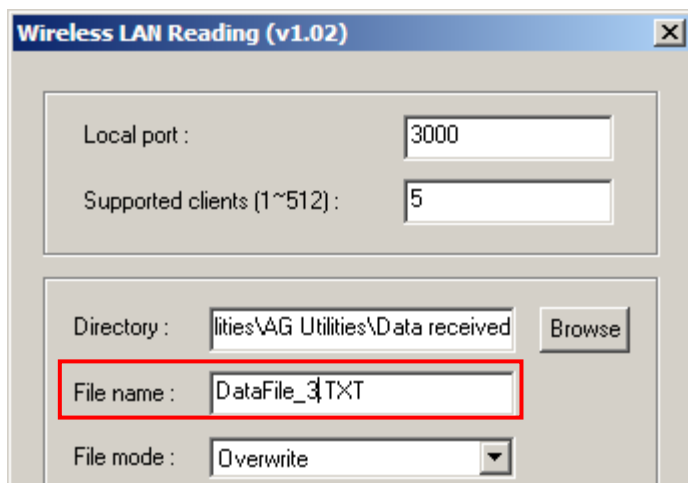 Wireless LAN Reading (v1.02)
Local port : 3000
Supported clients (1~512) : 5
Directory : lities\AG Utilities\Data received Browse
File name : DataFile_3.TXT
File mode : Overwrite